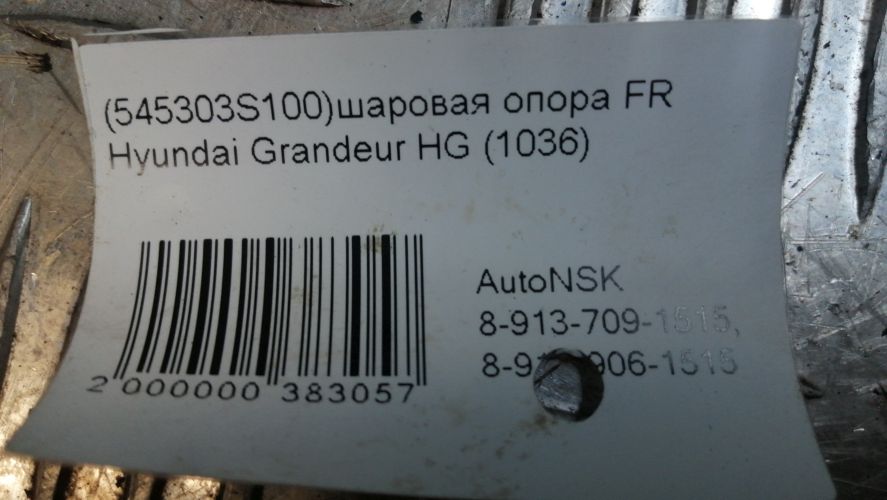 (545303S100)шаровая опора FR
Hyundai Grandeur HG (1036)
AutoNSK
8-913-709-1515,
2 000000 383057